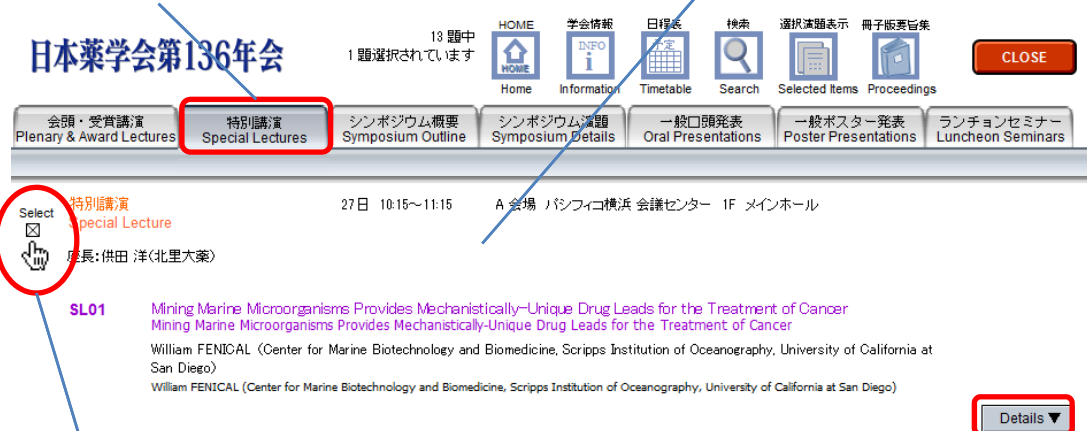 日本薬学会第136年会
13 題中
1 題選択されています
HOME 学会情報 日程表 検索 選択演題表示 冊子版要旨集
HOME INFO i 予定
Home Information Timetable Search Selected Items Proceedings
CLOSE
会頭・受賞講演 特別講演 シンポジウム概要 シンポジウム演題 一般口頭発表 一般ポスター発表 ランチョンセミナー
Plenary & Award Lectures Special Lectures Symposium Outline Symposium Details Oral Presentations Poster Presentations Luncheon Seminars
Select
特別講演 27日 10:15～11:15 A 会場 パシフィコ横浜 会議センター 1F メインホール
Special Lecture
座長:供田 洋(北里大薬)
SL01 Mining Marine Microorganisms Provides Mechanistically-Unique Drug Leads for the Treatment of Cancer
Mining Marine Microorganisms Provides Mechanistically-Unique Drug Leads for the Treatment of Cancer
William FENICAL (Center for Marine Biotechnology and Biomedicine, Scripps Institution of Oceanography, University of California at
San Diego)
William FENICAL (Center for Marine Biotechnology and Biomedicine, Scripps Institution of Oceanography, University of California at San Diego)
Details ▼